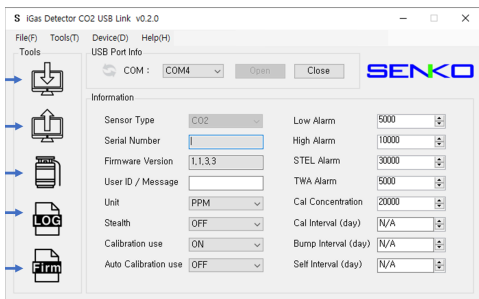 S iGas Detector CO2 USB Link v0.2.0
File(F) Tools(T) Device(D) Help(H)
Tools
USB Port Info
COM : COM4 Open Close
SENKO
Information
Sensor Type CO2 Low Alarm 5000
Serial Number High Alarm 10000
Firmware Version 1,1,3,3 STEL Alarm 30000
User ID / Message TWA Alarm 5000
Unit PPM Cal Concentration 20000
Stealth OFF Cal Interval (day) N/A
Calibration use ON Bump Interval (day) N/A
Auto Calibration use OFF Self Interval (day) N/A
LOG
Firm